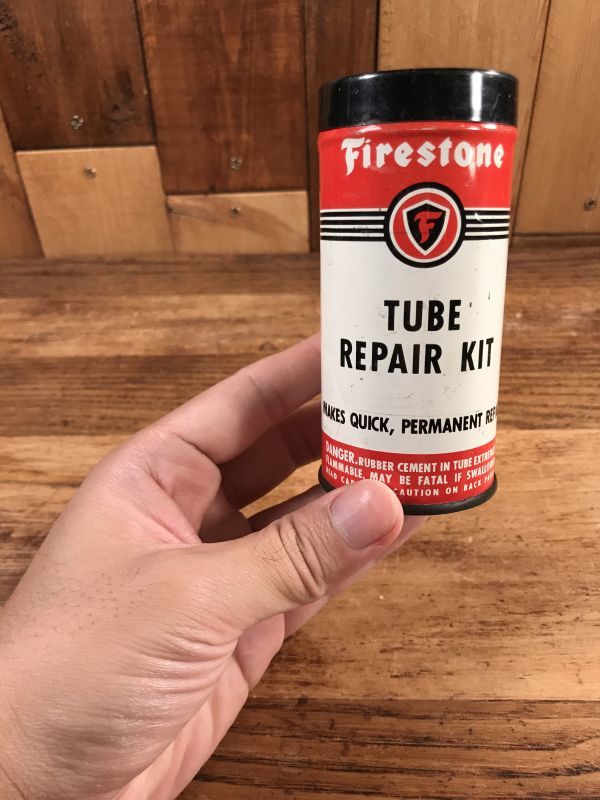 Firestone
F
TUBE
REPAIR KIT
MAKES QUICK, PERMANENT
DANGER. RUBBER CEMENT IN TUBE
FLAMMABLE. MAY BE FATAL IF
CAUTION ON BACK